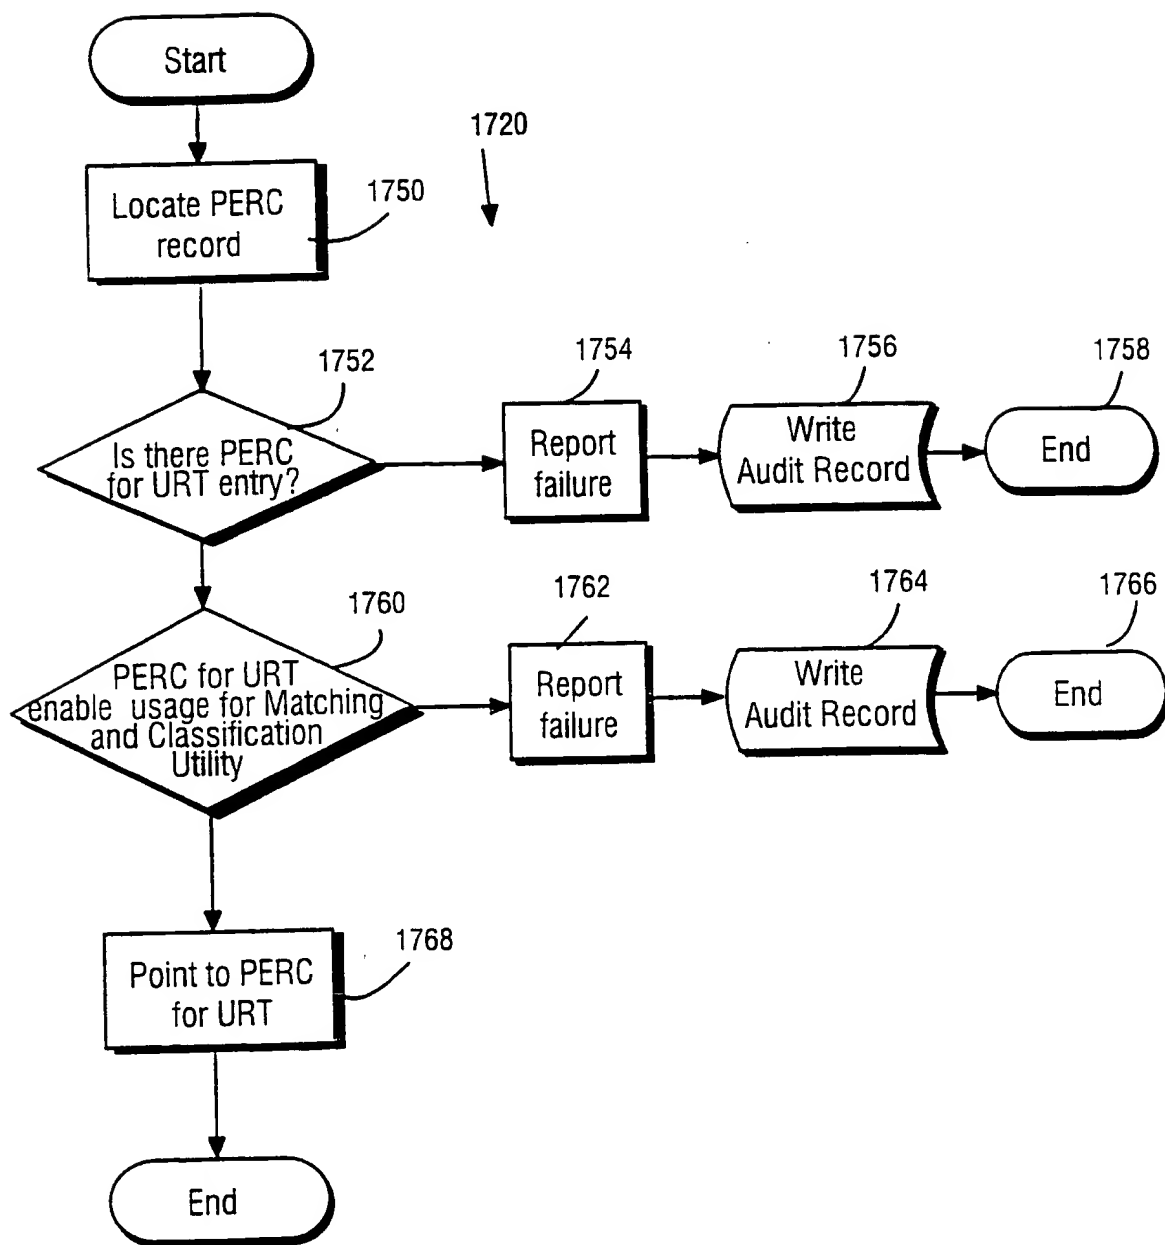 Start
1720
Locate PERC
record
1750
1752
Is there PERC
for URT entry?
1754
Report
failure
1756
Write
Audit Record
1758
End
1760
PERC for URT
enable usage for Matching
and Classification
Utility
1762
Report
failure
1764
Write
Audit Record
1766
End
1768
Point to PERC
for URT
End